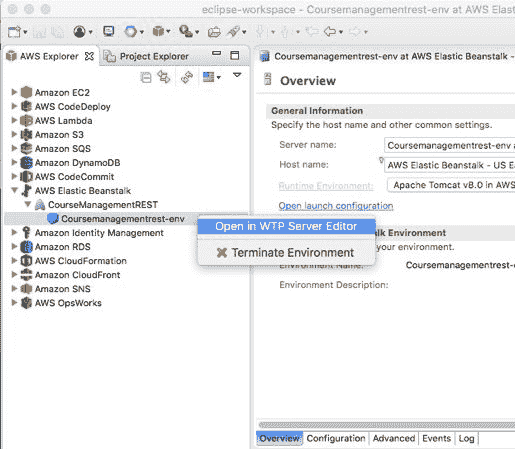 eclipse-workspace - Coursemanagementrest-env at AWS Elast
AWS Explorer
Project Explorer
Amazon EC2
AWS CodeDeploy
AWS Lambda
Amazon S3
Amazon SQS
Amazon DynamoDB
AWS CodeCommit
AWS Elastic Beanstalk
CourseManagementREST
Coursemanagementrest-env
Amazon Identity Management
Amazon RDS
AWS CloudFormation
Amazon CloudFront
Amazon SNS
AWS OpsWorks
Open in WTP Server Editor
Terminate Environment
Coursemanagementrest-env at AWS Elastic Beanstalk -
Overview
General Information
Specify the host name and other common settings.
Server name:
Coursemanagementrest-env a
Host name:
AWS Elastic Beanstalk - US Ea
Runtime Environment:
Apache Tomcat v8.0 in AWS
Open launch configuration
lk Environment
your environment.
Environment Name:
Coursemanagementrest-
Environment Description:
Overview Configuration Advanced Events Log